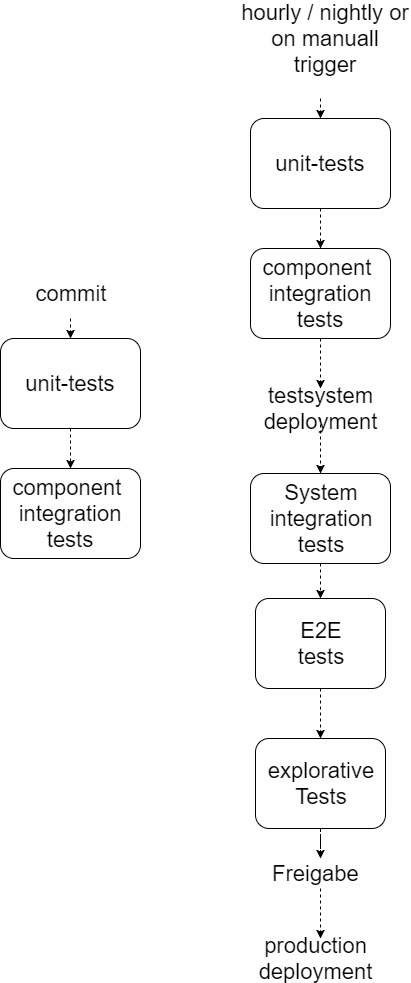 commit
unit-tests
component
integration
tests
hourly / nightly or
on manuall
trigger
unit-tests
component
integration
tests
testsystem
deployment
System
integration
tests
E2E
tests
explorative
Tests
Freigabe
production
deployment